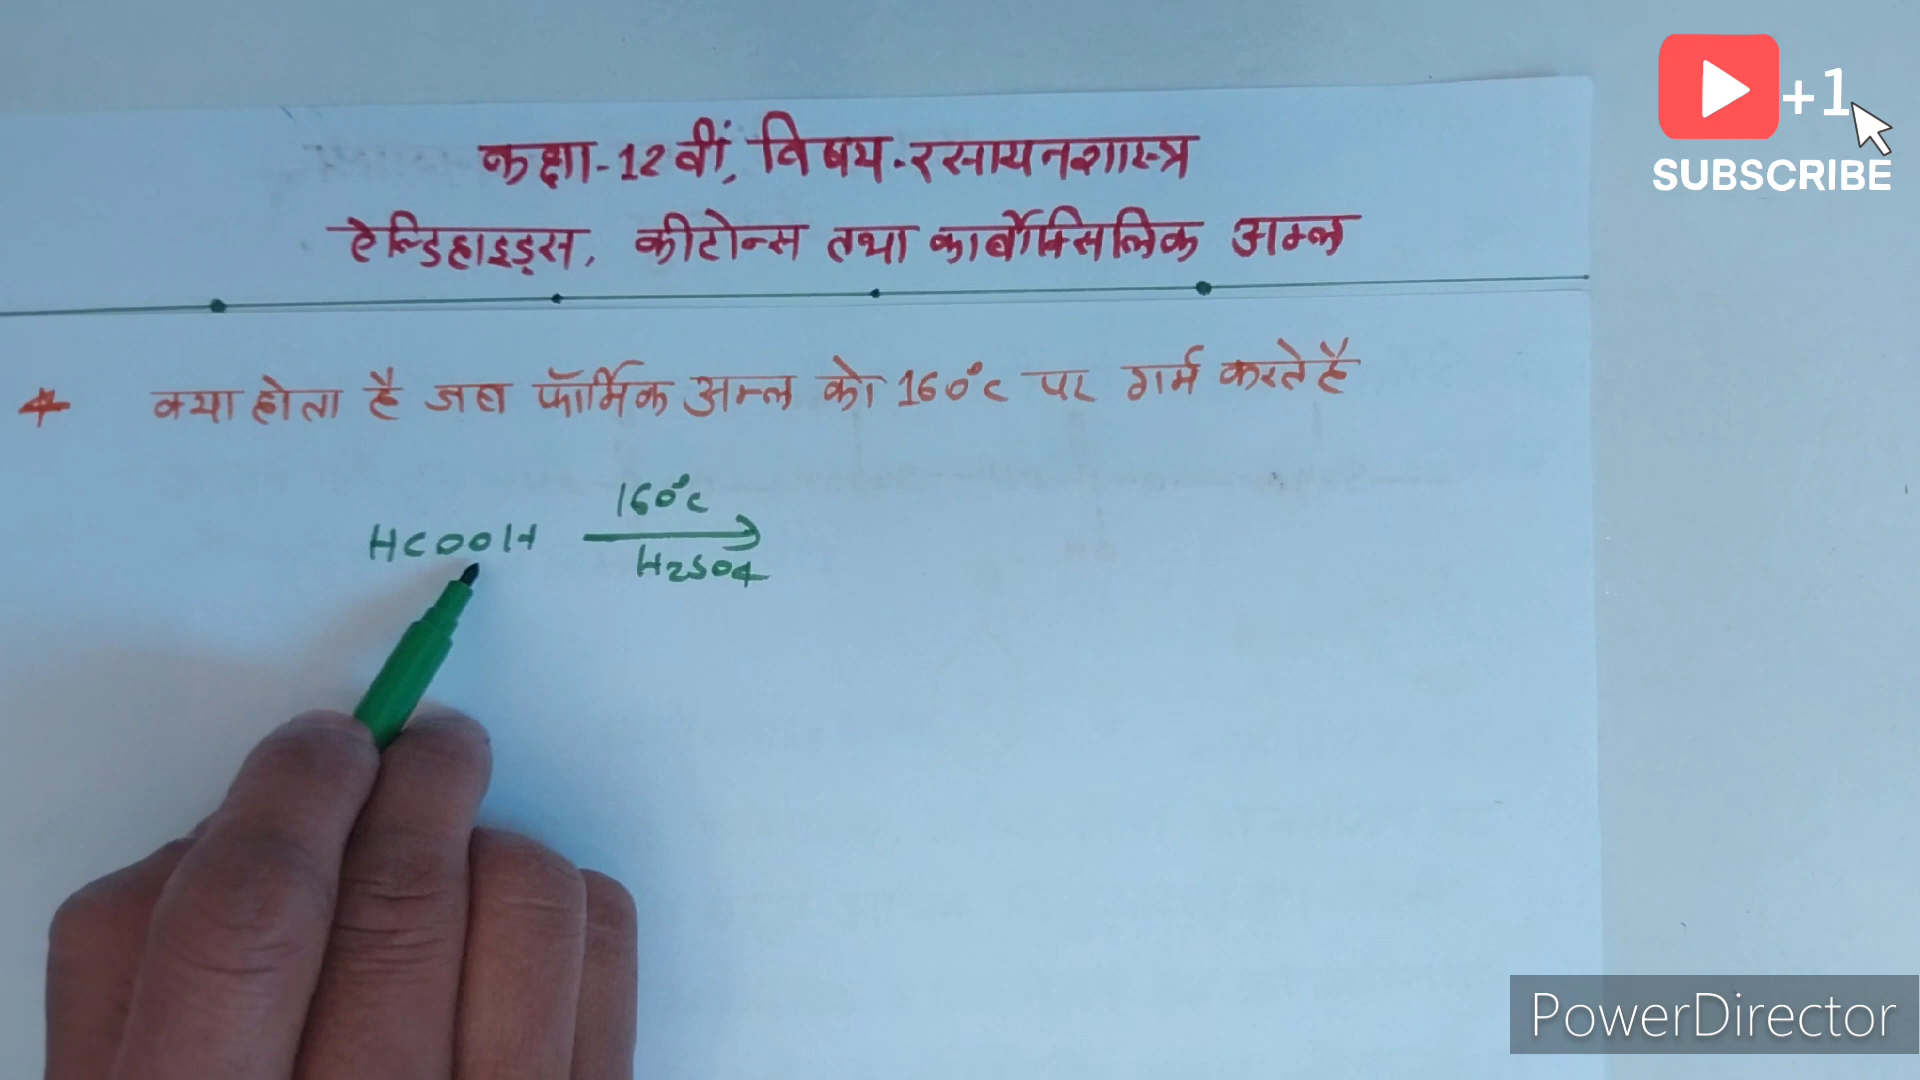 +1
SUBSCRIBE
कक्षा-12 वीं, विषय-रसायनशास्त्र
ऐल्डिहाइड्स, कीटोन्स तथा कार्बोक्सिलिक अम्ल
* क्या होता है जब फॉर्मिक अम्ल को 160°c पर गर्म करते है
160°c
HCOOH
H2SO4
PowerDirector